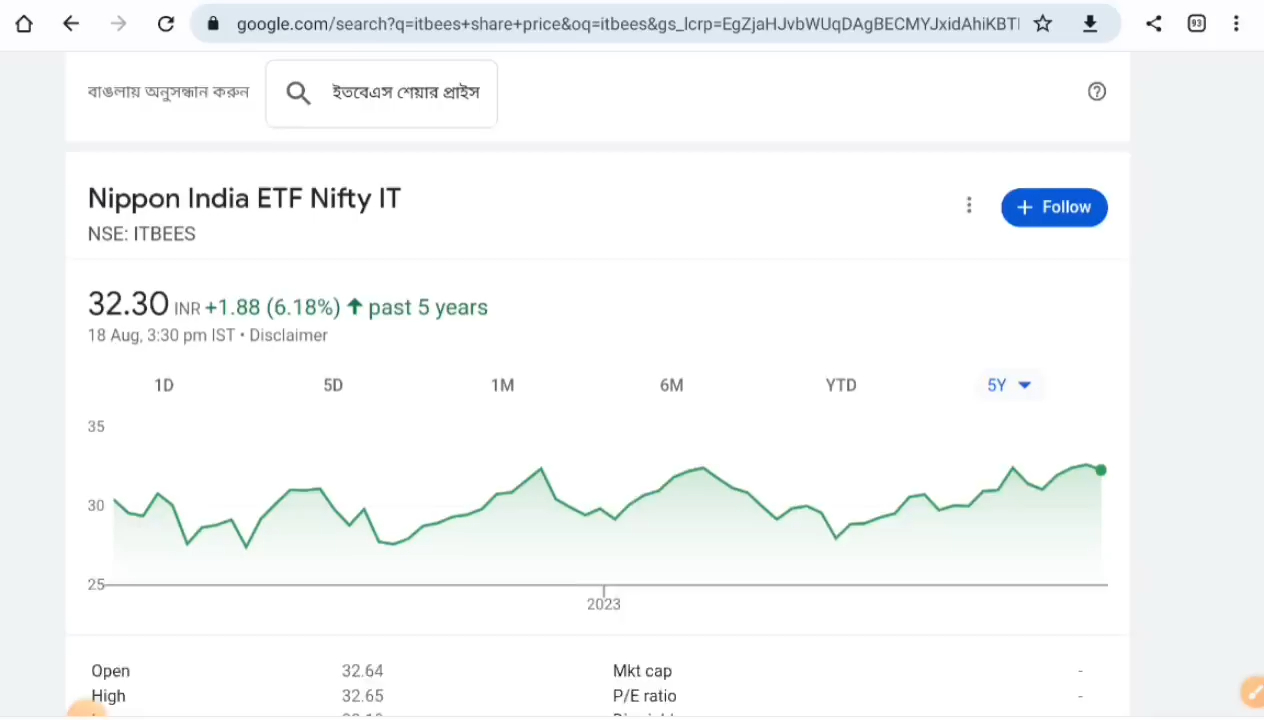 google.com/search?q=itbees+share+price&oq=itbees&gs_lcrp=EgZjaHJvbWUqDAgBECMYJxidAhiKBTI
93
বাঙলায় অনুসন্ধান করুন
ইতবেএস শেয়ার প্রাইস
Nippon India ETF Nifty IT
NSE: ITBEES
+ Follow
32.30 INR +1.88 (6.18%) ↑ past 5 years
18 Aug, 3:30 pm IST • Disclaimer
1D 5D 1M 6M YTD 5Y
35
30
25
2023
Open 32.64 Mkt cap -
High 32.65 P/E ratio -